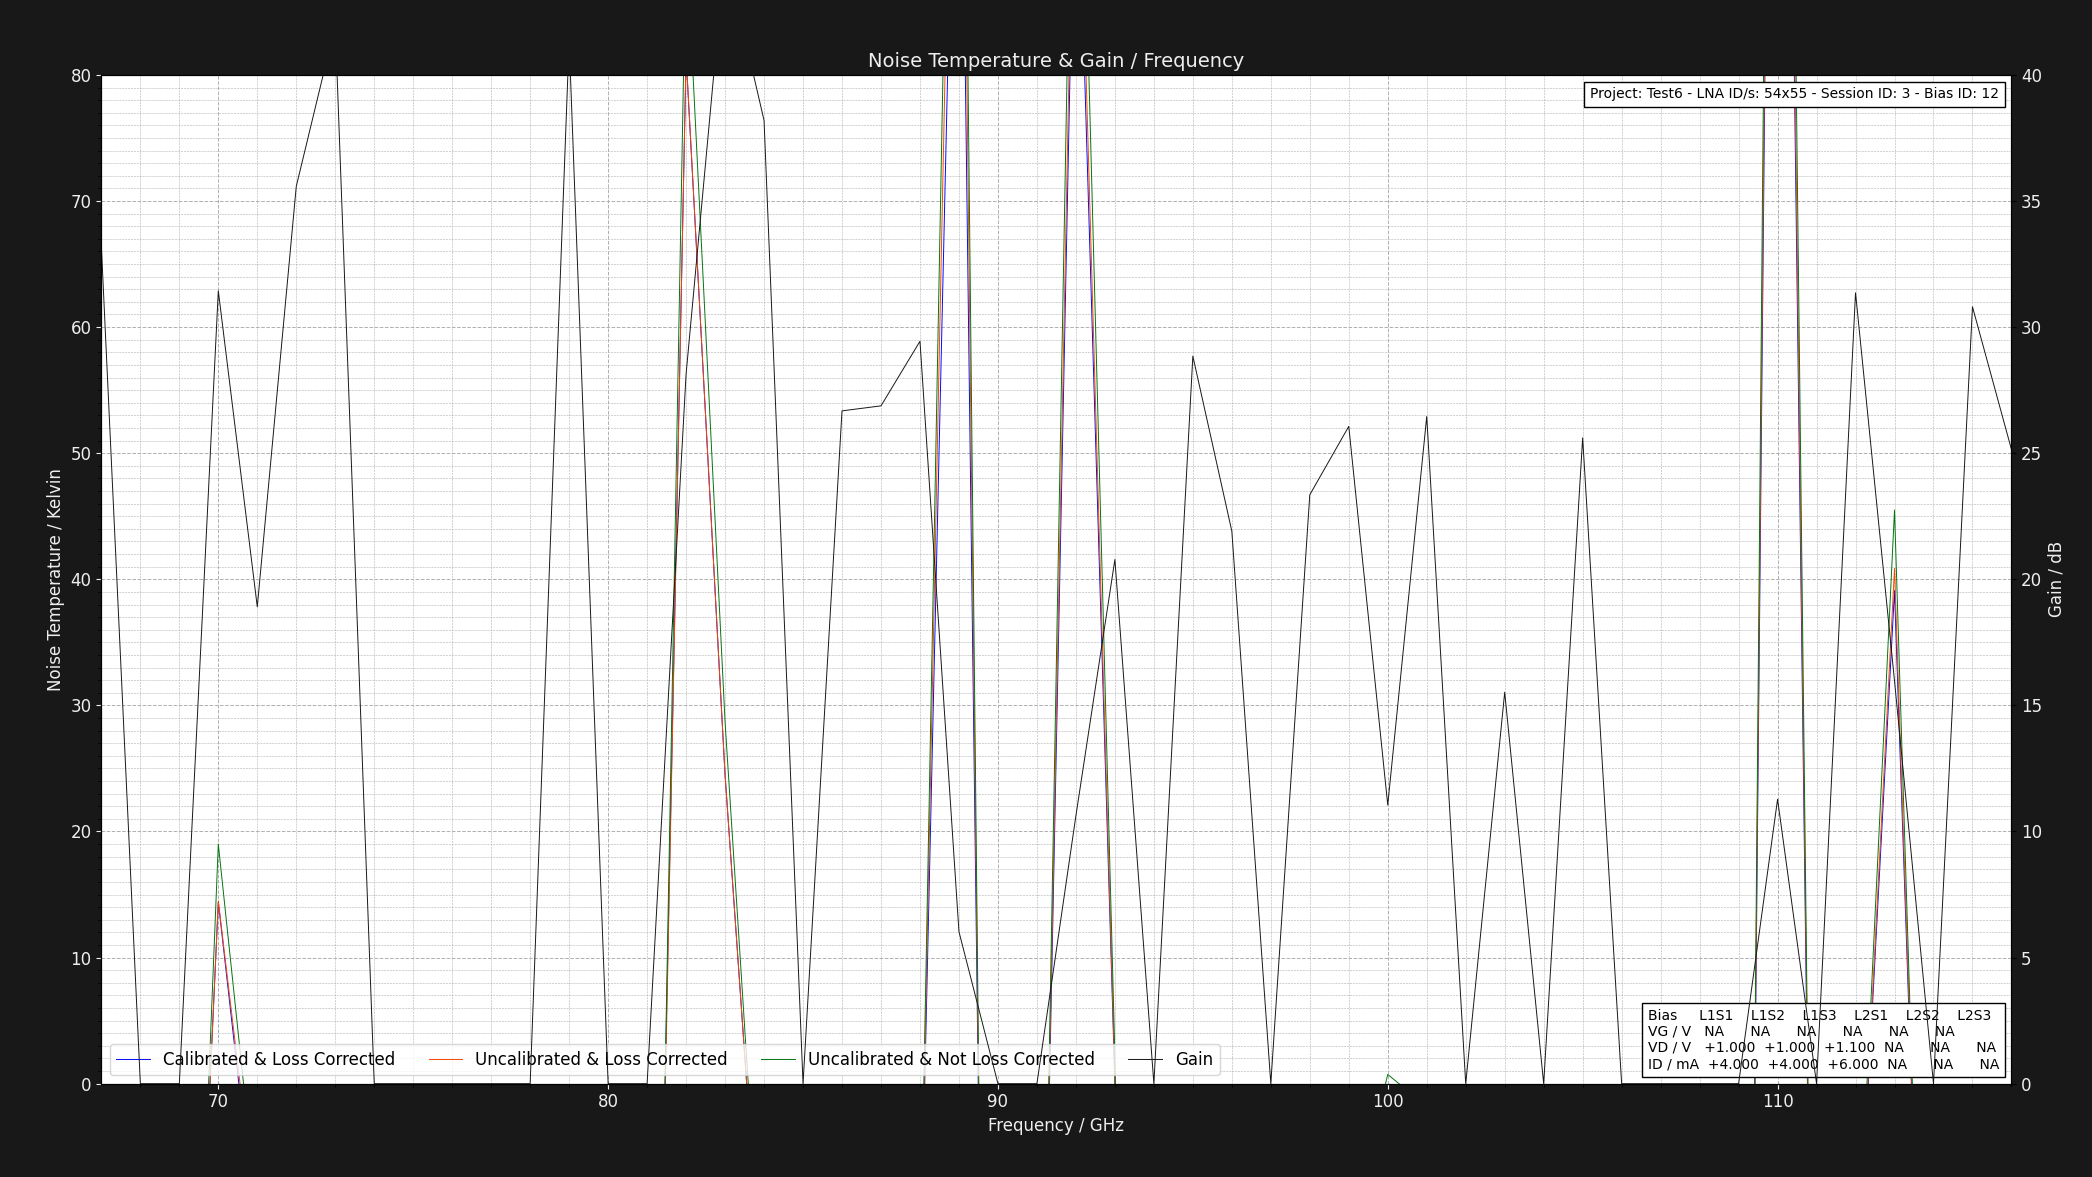 Noise Temperature & Gain / Frequency
Project: Test6 - LNA ID/s: 54x55 - Session ID: 3 - Bias ID: 12
80
70
60
50
40
30
20
10
0
Noise Temperature / Kelvin
40
35
30
25
20
15
10
5
0
Gain / dB
Bias L1S1 L1S2 L1S3 L2S1 L2S2 L2S3
VG / V NA NA NA NA NA NA
VD / V +1.000 +1.000 +1.100 NA NA NA
ID / mA +4.000 +4.000 +6.000 NA NA NA
Calibrated & Loss Corrected Uncalibrated & Loss Corrected Uncalibrated & Not Loss Corrected Gain
70 80 90 100 110
Frequency / GHz